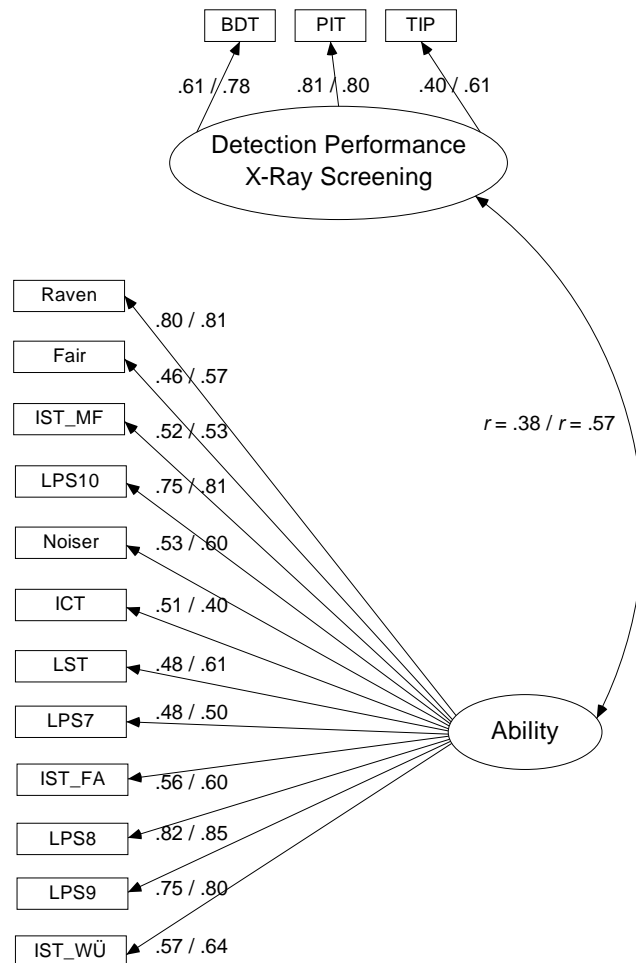 BDT PIT TIP
.61 / .78 .81 / .80 .40 / .61
Detection Performance
X-Ray Screening
Raven
.80 / .81
Fair
.46 / .57
IST_MF
.52 / .53
r = .38 / r = .57
LPS10
.75 / .81
Noiser
.53 / .60
ICT
.51 / .40
LST
.48 / .61
LPS7
.48 / .50
Ability
IST_FA
.56 / .60
LPS8
.82 / .85
LPS9
.75 / .80
IST_WÜ
.57 / .64